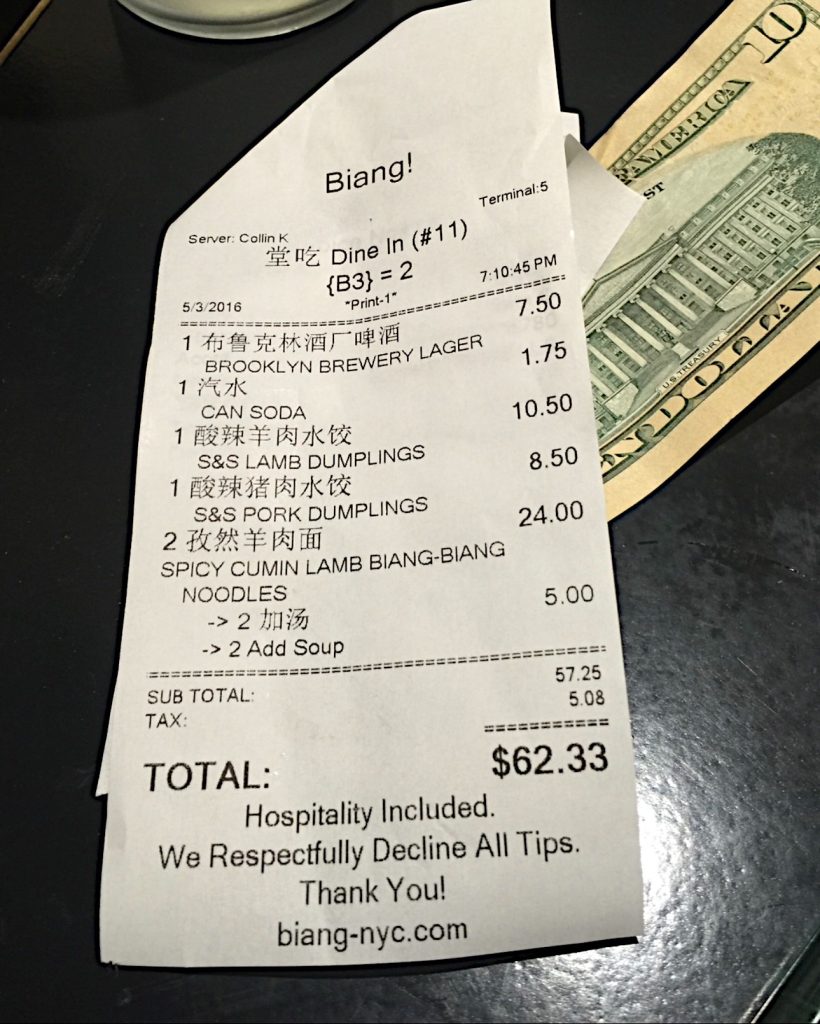 Biang!
Terminal:5
Server: Collin K
堂吃 Dine In (#11)
{B3} = 2
5/3/2016 "Print-1" 7:10:45 PM
1 布鲁克林酒厂啤酒 7.50
BROOKLYN BREWERY LAGER
1 汽水 1.75
CAN SODA
1 酸辣羊肉水饺 10.50
S&S LAMB DUMPLINGS
1 酸辣猪肉水饺 8.50
S&S PORK DUMPLINGS
2 孜然羊肉面 24.00
SPICY CUMIN LAMB BIANG-BIANG
NOODLES
-> 2 加汤 5.00
-> 2 Add Soup
SUB TOTAL: 57.25
TAX: 5.08
TOTAL: $62.33
Hospitality Included.
We Respectfully Decline All Tips.
Thank You!
biang-nyc.com
10
AMERICA
ST
U.S. TREASURY
DOLLA